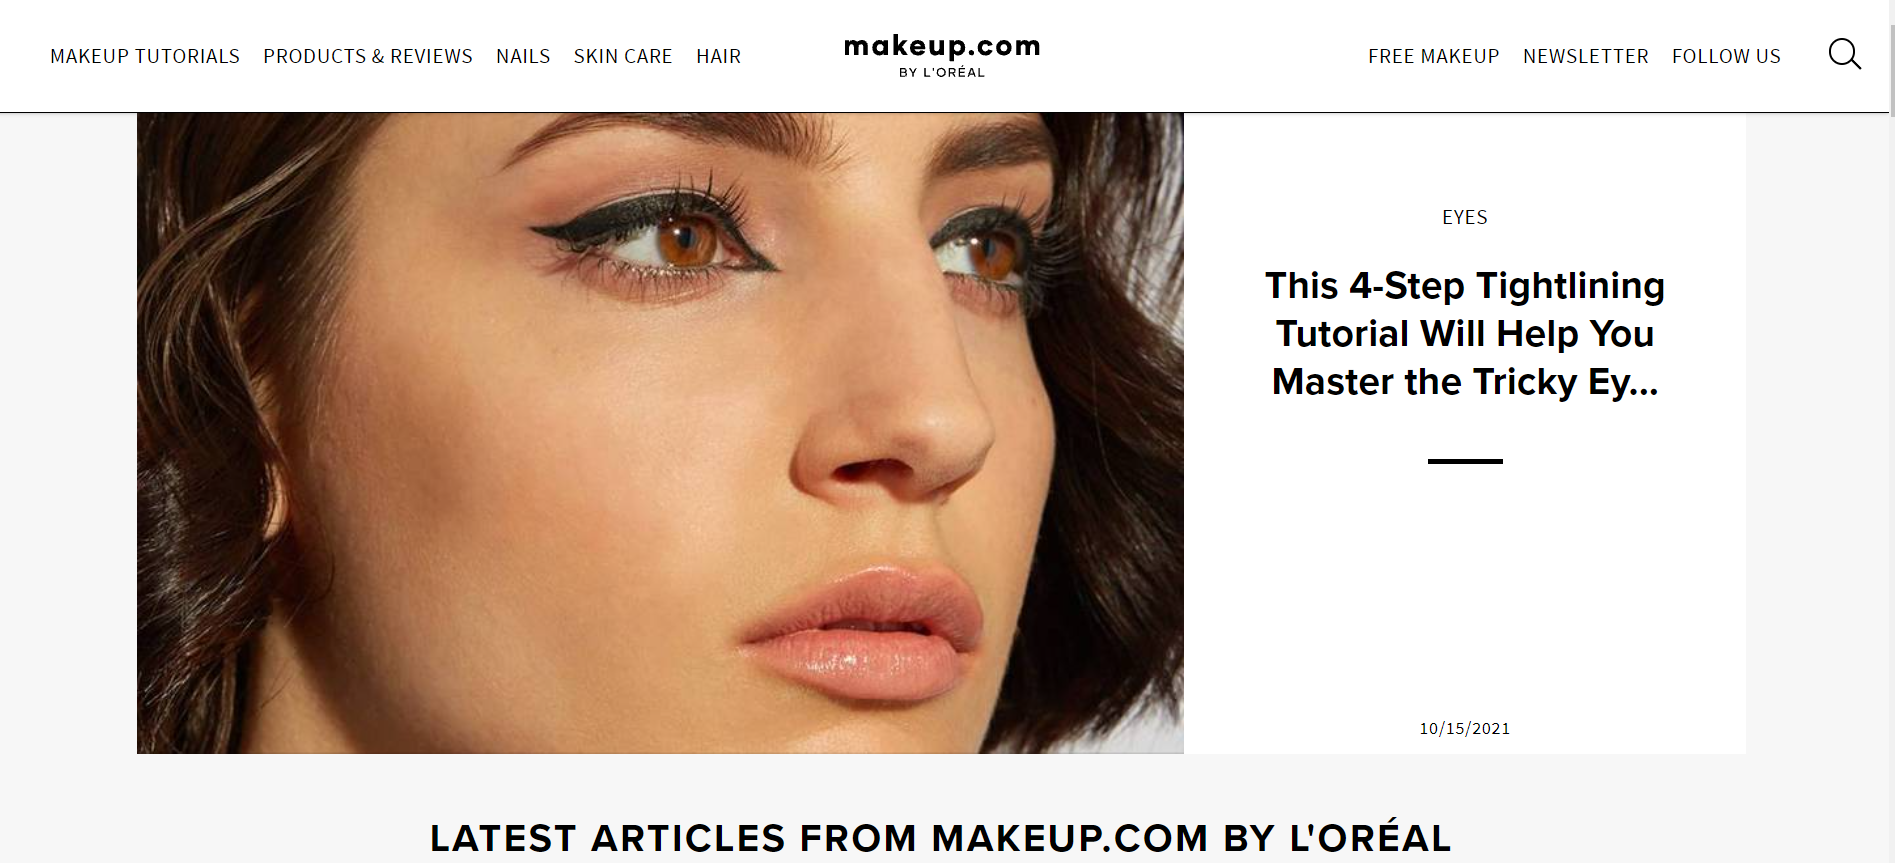 MAKEUP TUTORIALS PRODUCTS & REVIEWS NAILS SKIN CARE HAIR
makeup.com
BY L'ORÉAL
FREE MAKEUP NEWSLETTER FOLLOW US
EYES
This 4-Step Tightlining
Tutorial Will Help You
Master the Tricky Ey...
10/15/2021
LATEST ARTICLES FROM MAKEUP.COM BY L'ORÉAL